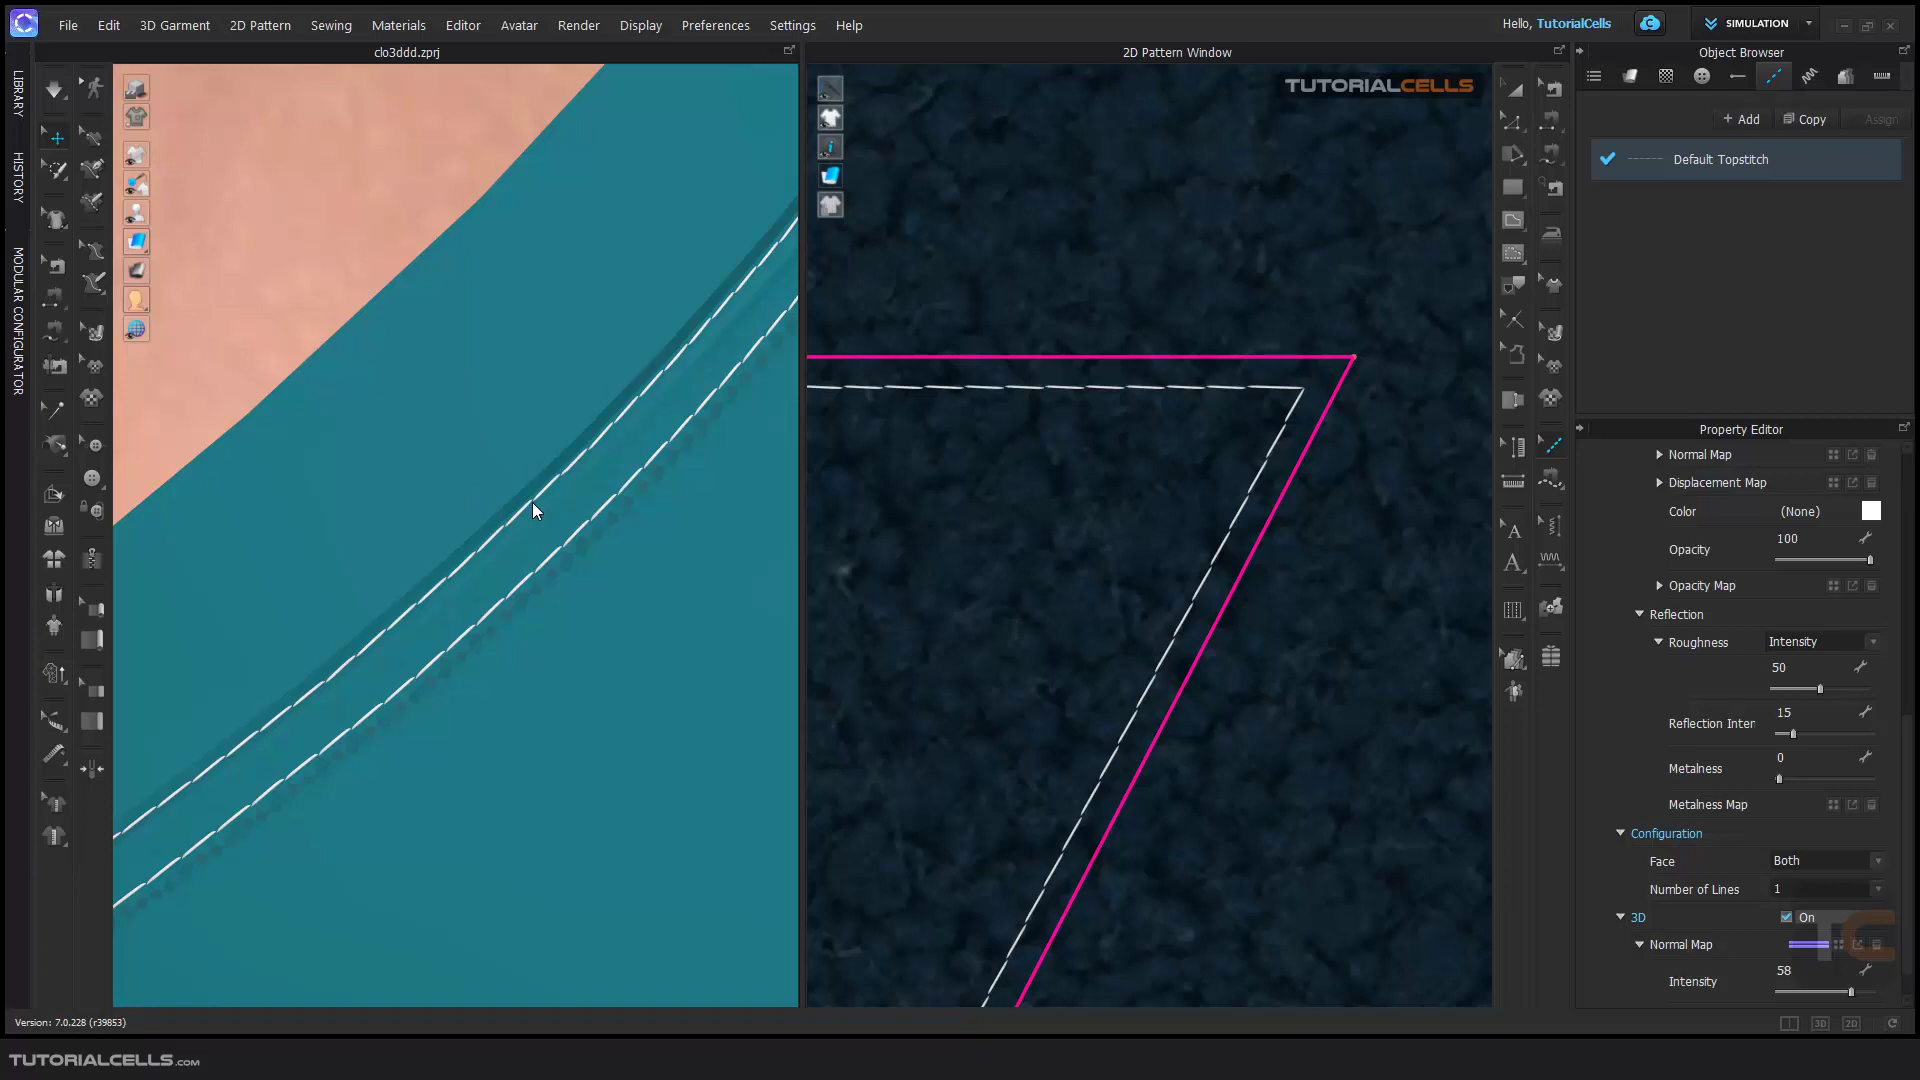 File Edit 3D Garment 2D Pattern Sewing Materials Editor Avatar Render Display Preferences Settings Help
Hello, TutorialCells
SIMULATION
clo3ddd.zprj
2D Pattern Window
Object Browser
LIBRARY
HISTORY
MODULAR CONFIGURATOR
TUTORIALCELLS
+ Add
Copy
Assign
Default Topstitch
Property Editor
Normal Map
Displacement Map
Color (None)
Opacity 100
Opacity Map
Reflection
Roughness Intensity
50
Reflection Inter 15
Metalness 0
Metalness Map
Configuration
Face Both
Number of Lines 1
3D On
Normal Map
Intensity 58
A
A
TC
Version: 7.0.228 (r39853)
3D
2D
TUTORIALCELLS.com